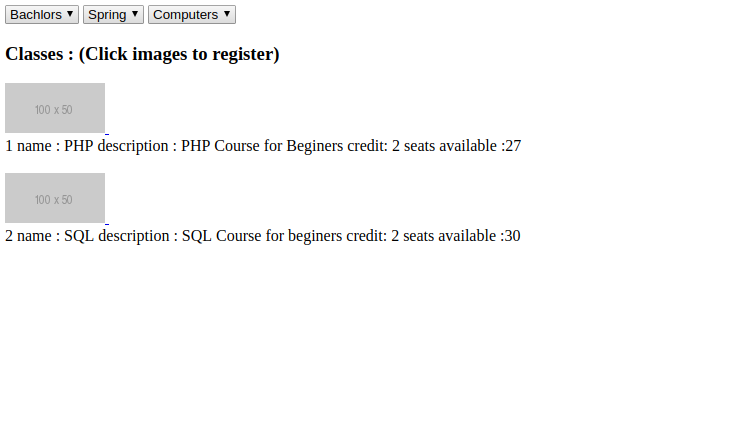 Bachlors Spring Computers
Classes : (Click images to register)
100 x 50
1 name : PHP description : PHP Course for Beginers credit: 2 seats available :27
100 x 50
2 name : SQL description : SQL Course for beginers credit: 2 seats available :30